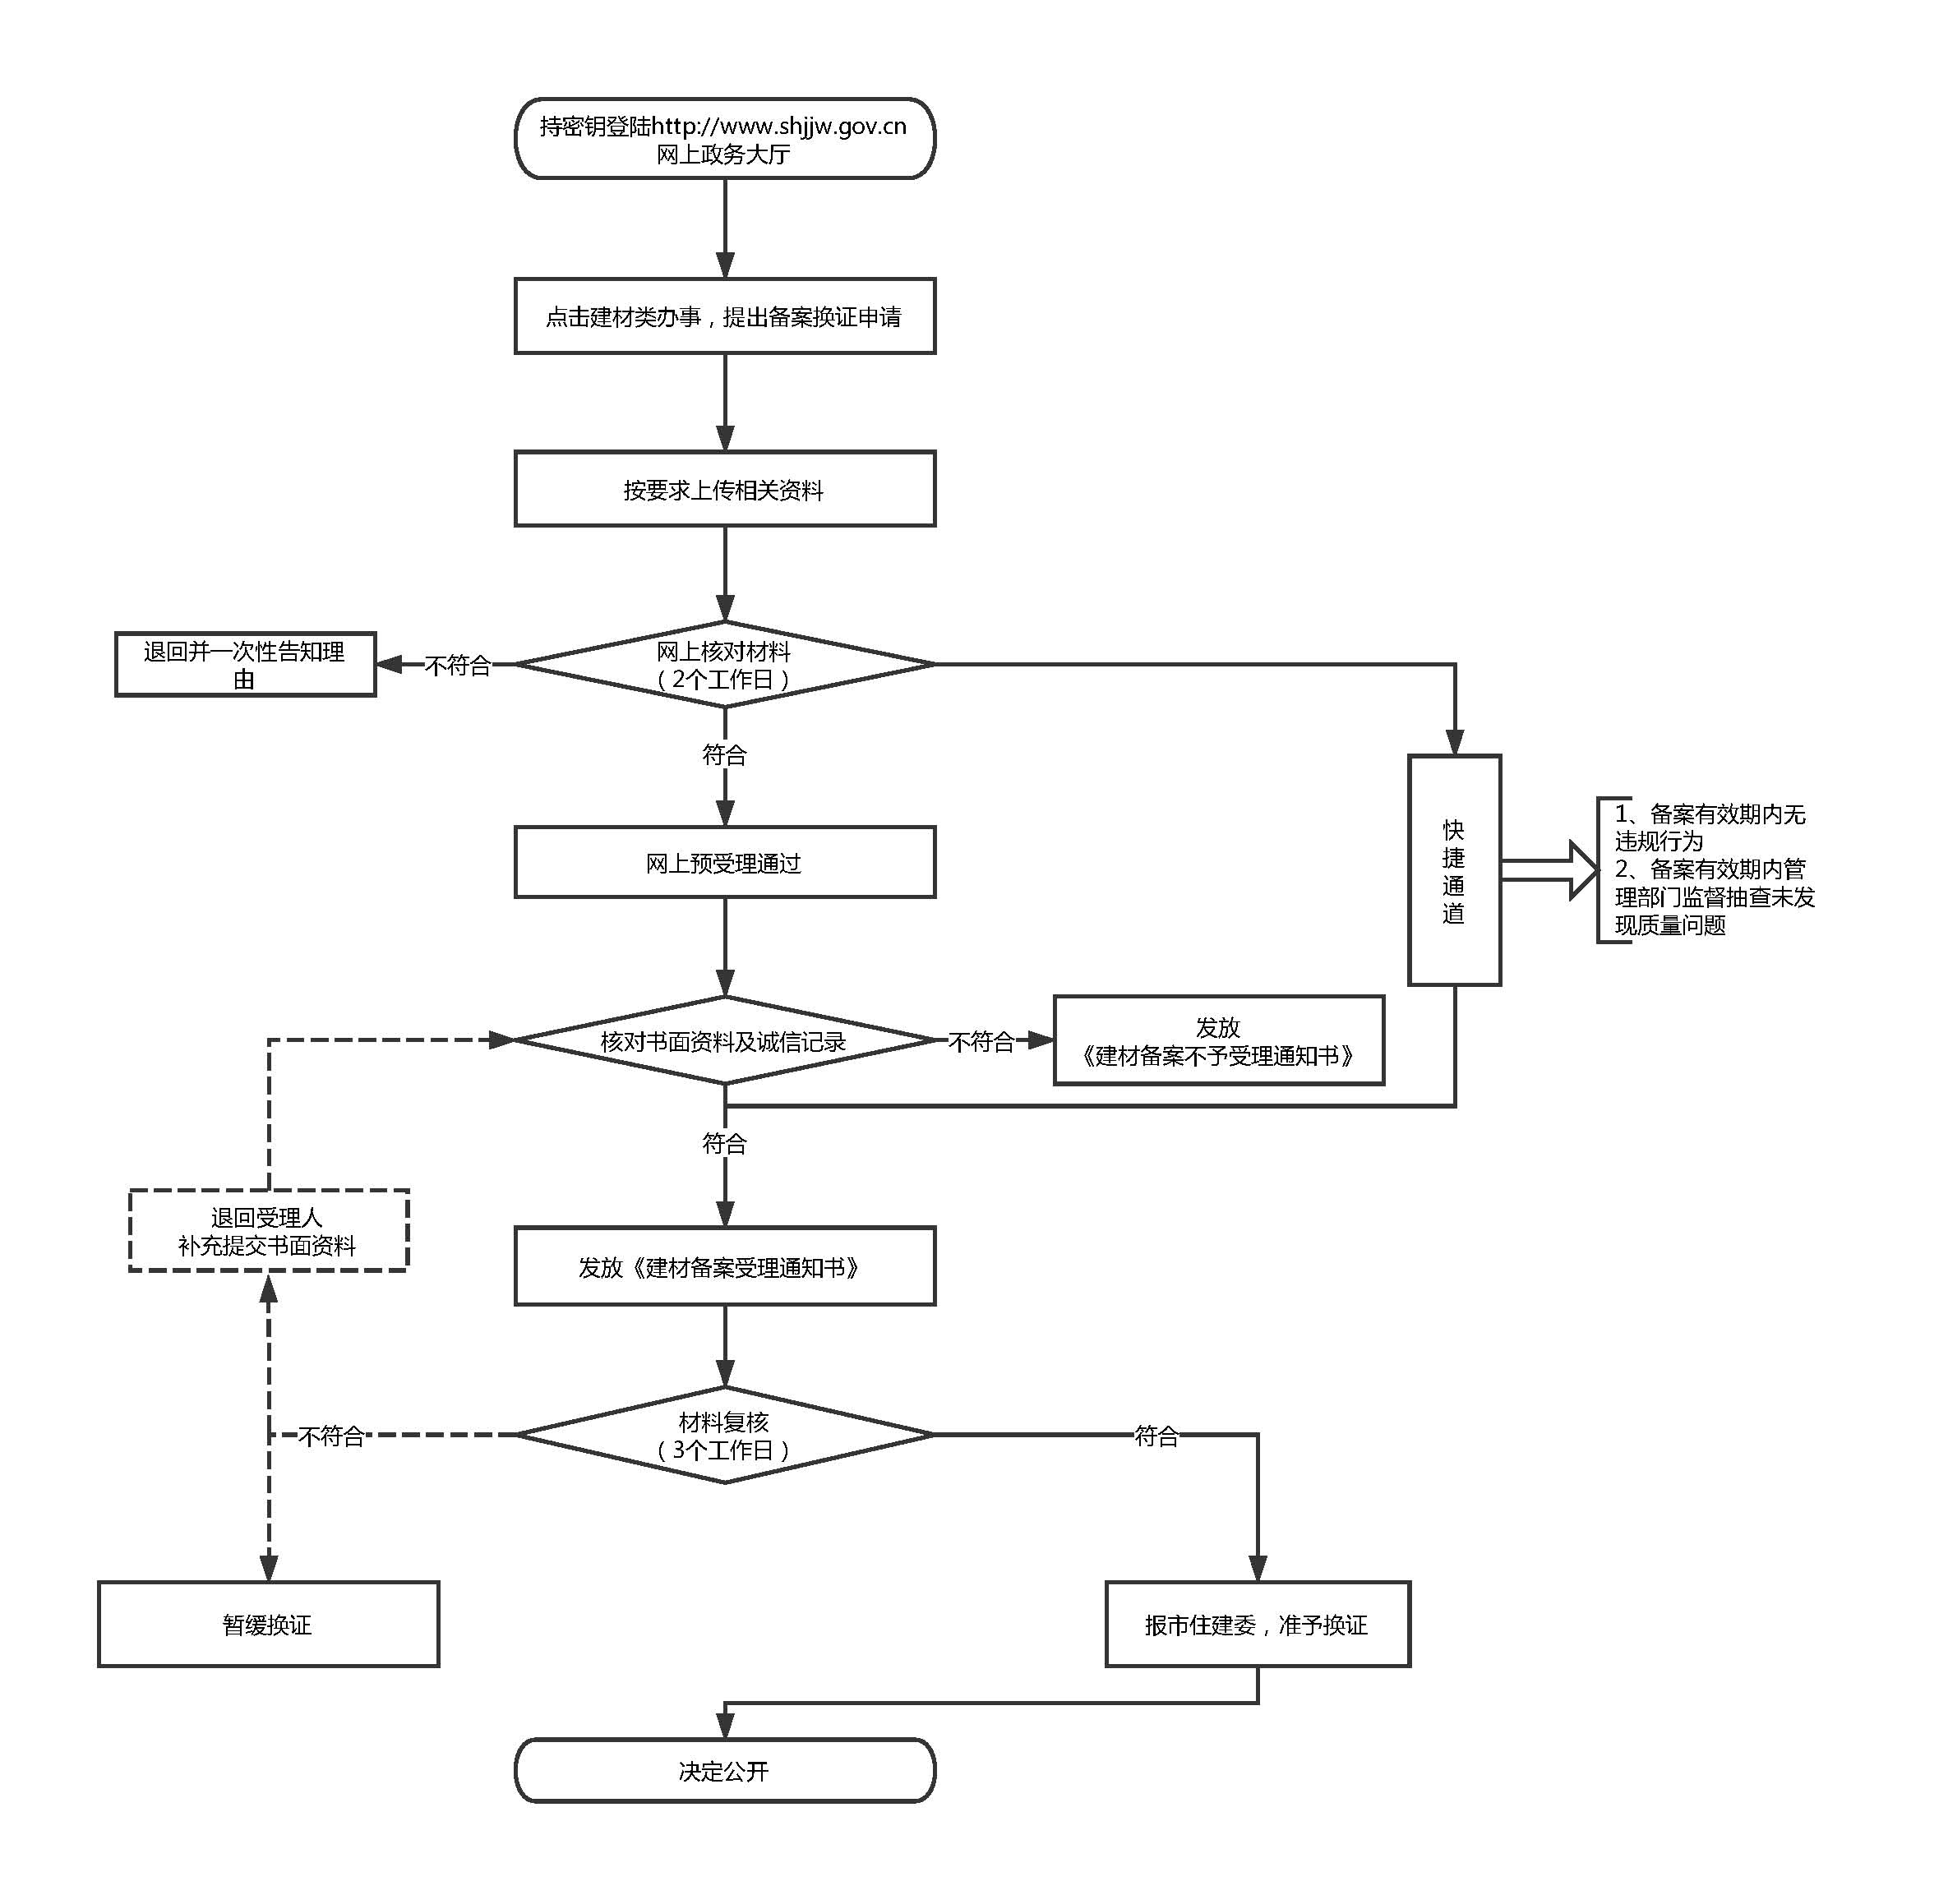 持密钥登陆http://www.shjjw.gov.cn
网上政务大厅
点击建材类办事，提出备案换证申请
按要求上传相关资料
网上核对材料
（2个工作日）
不符合
退回并一次性告知理
由
符合
网上预受理通过
快
捷
通
道
1、备案有效期内无
违规行为
2、备案有效期内管
理部门监督抽查未发
现质量问题
核对书面资料及诚信记录
不符合
发放
《建材备案不予受理通知书》
符合
退回受理人
补充提交书面资料
发放《建材备案受理通知书》
材料复核
（3个工作日）
不符合
符合
暂缓换证
报市住建委，准予换证
决定公开